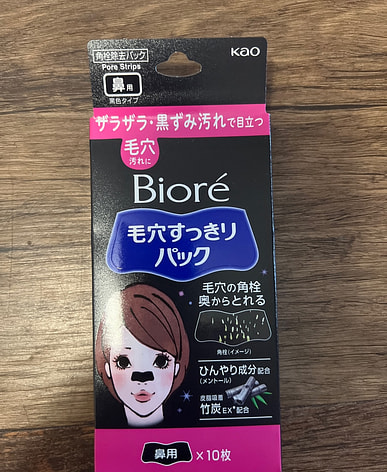 角栓除去パック
Kao
Pore Strips
鼻用
黒色タイプ
ザラザラ・黒ずみ汚れで目立つ
毛穴
汚れに
Bioré
毛穴すっきり
パック
毛穴の角栓
奥からとれる
角栓(イメージ)
ひんやり成分配合
(メントール)
皮脂吸着
竹炭EX*配合
鼻用 ×10枚